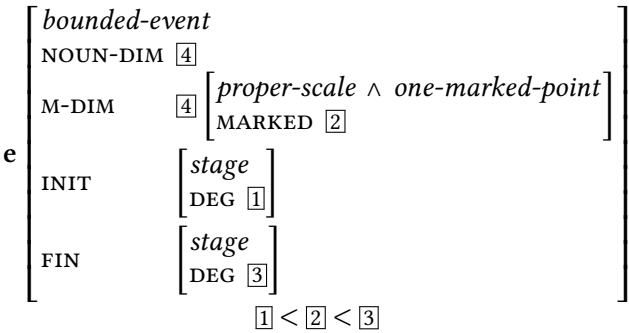 bounded-event
NOUN-DIM 4
M-DIM 4 proper-scale ∧ one-marked-point
MARKED 2
e
INIT stage
DEG 1
FIN stage
DEG 3
1 < 2 < 3